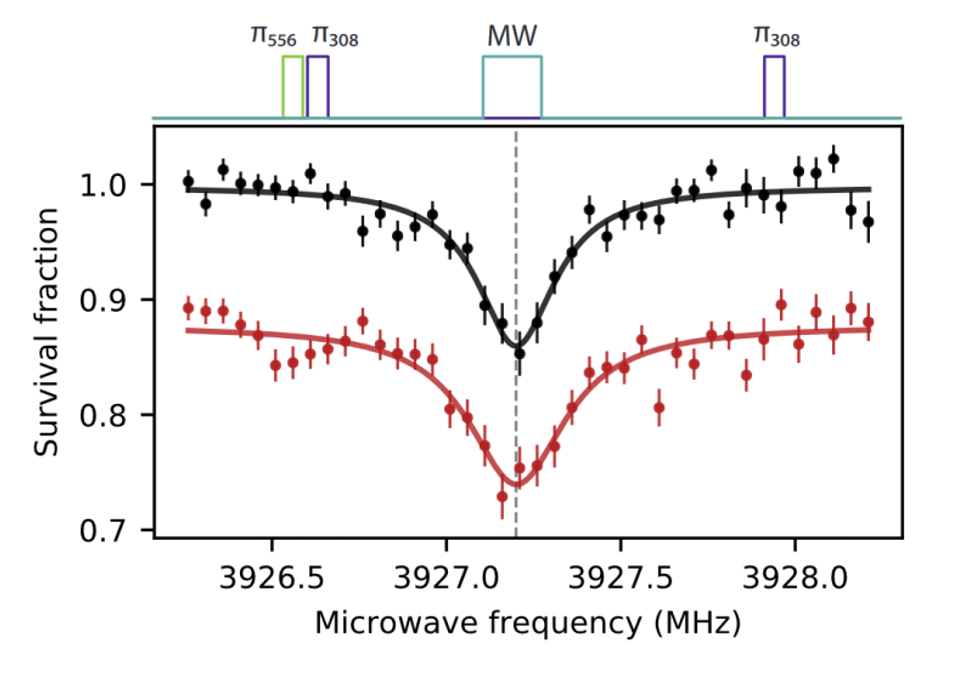 π₅₅₆ π₃₀₈ MW π₃₀₈
1.0
0.9
0.8
0.7
Survival fraction
3926.5 3927.0 3927.5 3928.0
Microwave frequency (MHz)